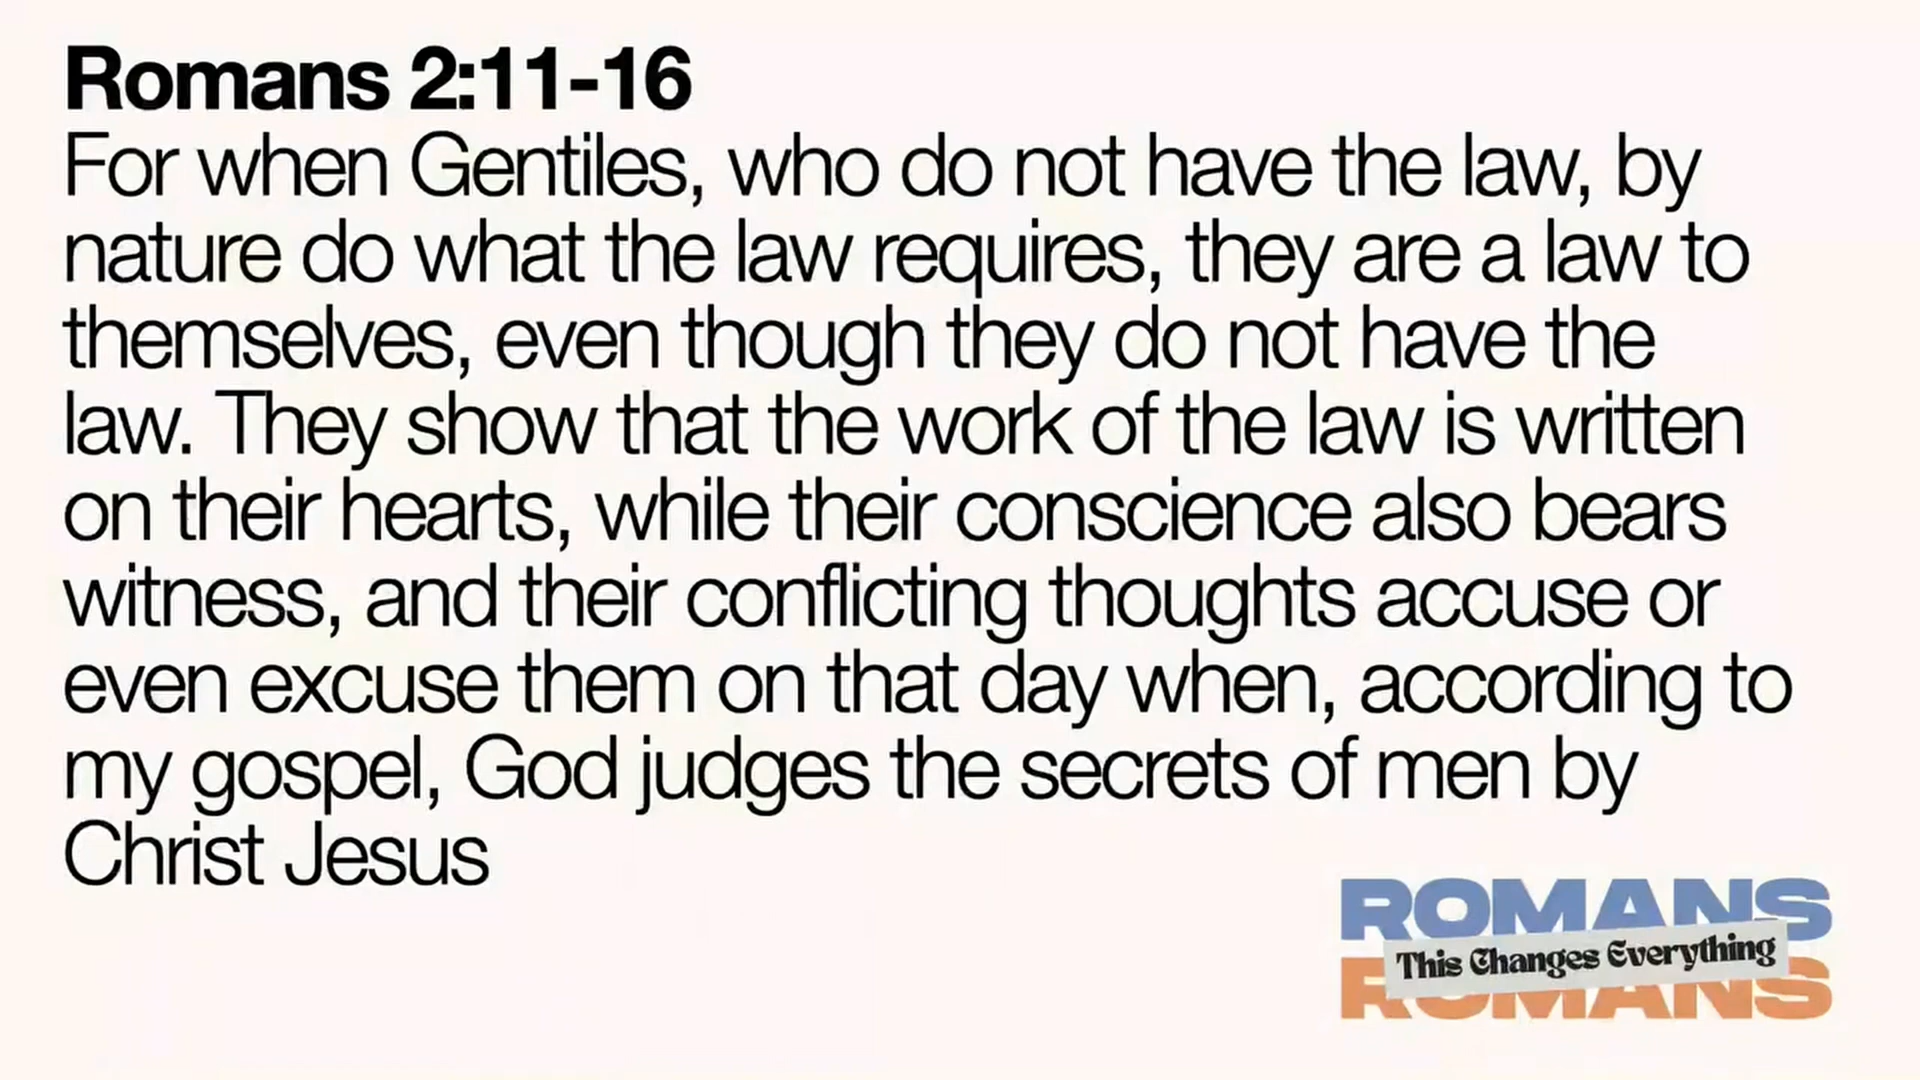 Romans 2:11-16
For when Gentiles, who do not have the law, by
nature do what the law requires, they are a law to
themselves, even though they do not have the
law. They show that the work of the law is written
on their hearts, while their conscience also bears
witness, and their conflicting thoughts accuse or
even excuse them on that day when, according to
my gospel, God judges the secrets of men by
Christ Jesus
ROMANS
This Changes Everything
ROMANS